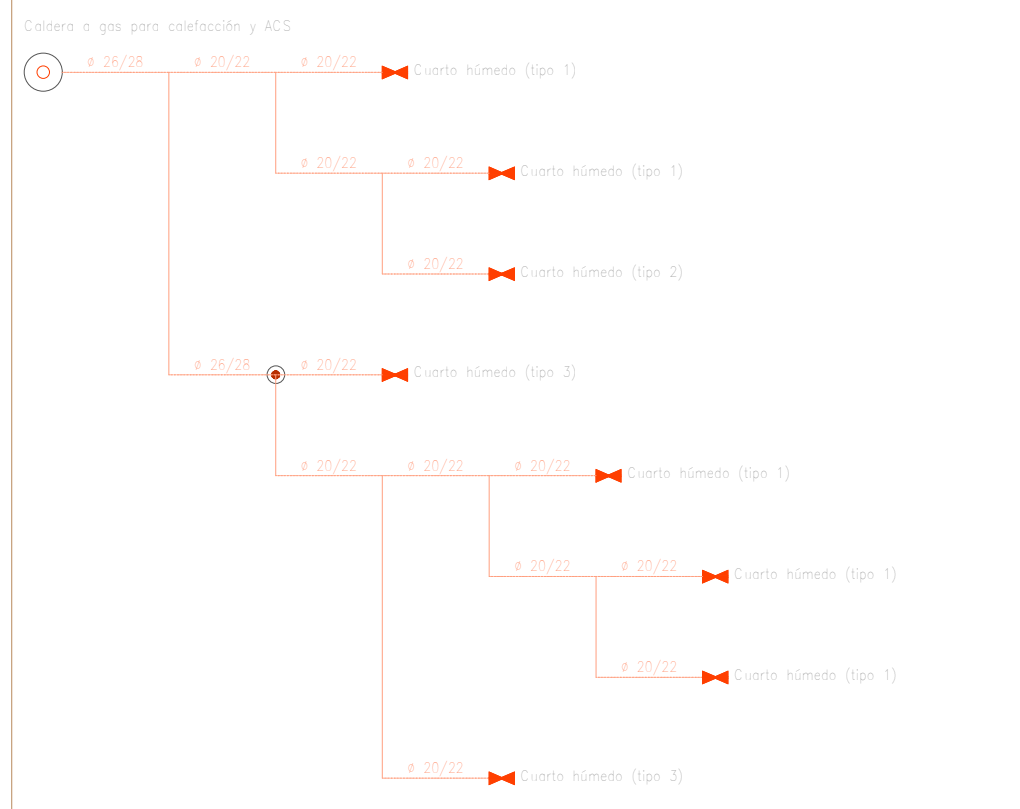 Caldera a gas para calefacción y ACS
ø 26/28 ø 20/22 ø 20/22 Cuarto húmedo (tipo 1)
ø 20/22 ø 20/22 Cuarto húmedo (tipo 1)
ø 20/22 Cuarto húmedo (tipo 2)
ø 26/28 ø 20/22 Cuarto húmedo (tipo 3)
ø 20/22 ø 20/22 ø 20/22 Cuarto húmedo (tipo 1)
ø 20/22 ø 20/22 Cuarto húmedo (tipo 1)
ø 20/22 Cuarto húmedo (tipo 1)
ø 20/22 Cuarto húmedo (tipo 3)